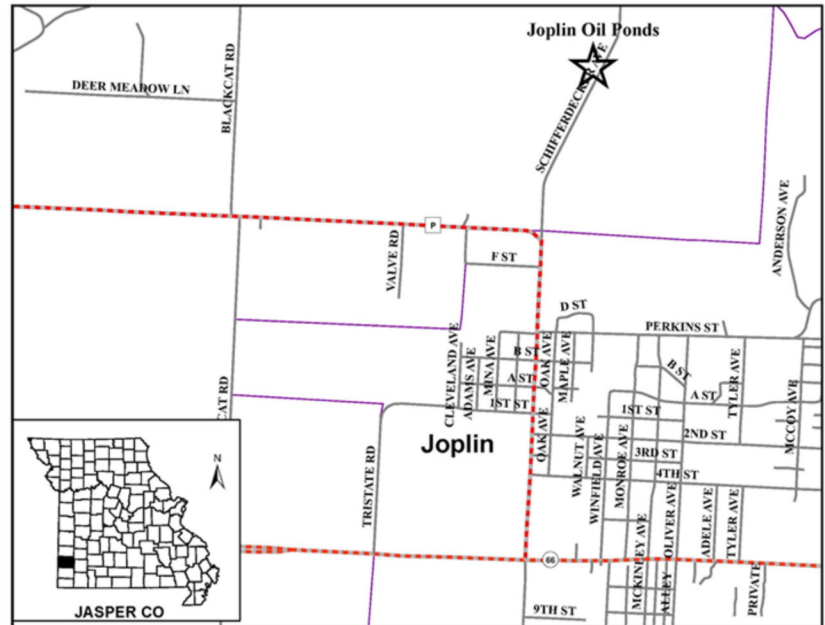 Joplin Oil Ponds
DEER MEADOW LN
BLACKCAT RD
SCHIFFERDECKER AVE
ANDERSON AVE
P
VALVE RD
F ST
D ST
PERKINS ST
CLEVELAND AVE
ADAMS AVE
MINA AVE
B ST
OAK AVE
MAPLE AVE
B ST
TYLER AVE
A ST
A ST
1ST ST
1ST ST
MCCOY AVE
CAT RD
Joplin
OAK AVE
WALNUT AVE
WINFIELD AVE
MONROE AVE
2ND ST
3RD ST
4TH ST
TRISTATE RD
N
MCKINLEY AVE
OLIVER AVE
ADELE AVE
TYLER AVE
66
ALLEY
PRIVATE
9TH ST
JASPER CO